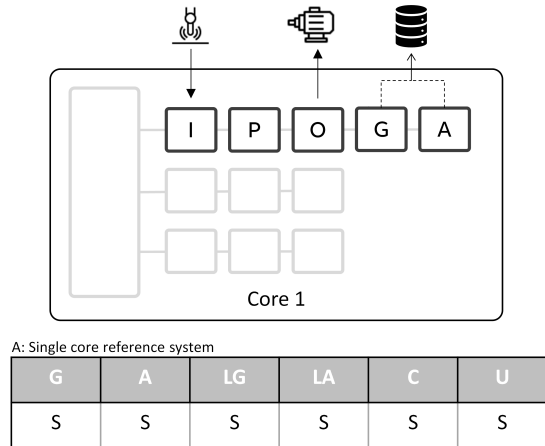 I P O G A
Core 1
A: Single core reference system
G A LG LA C U
S S S S S S